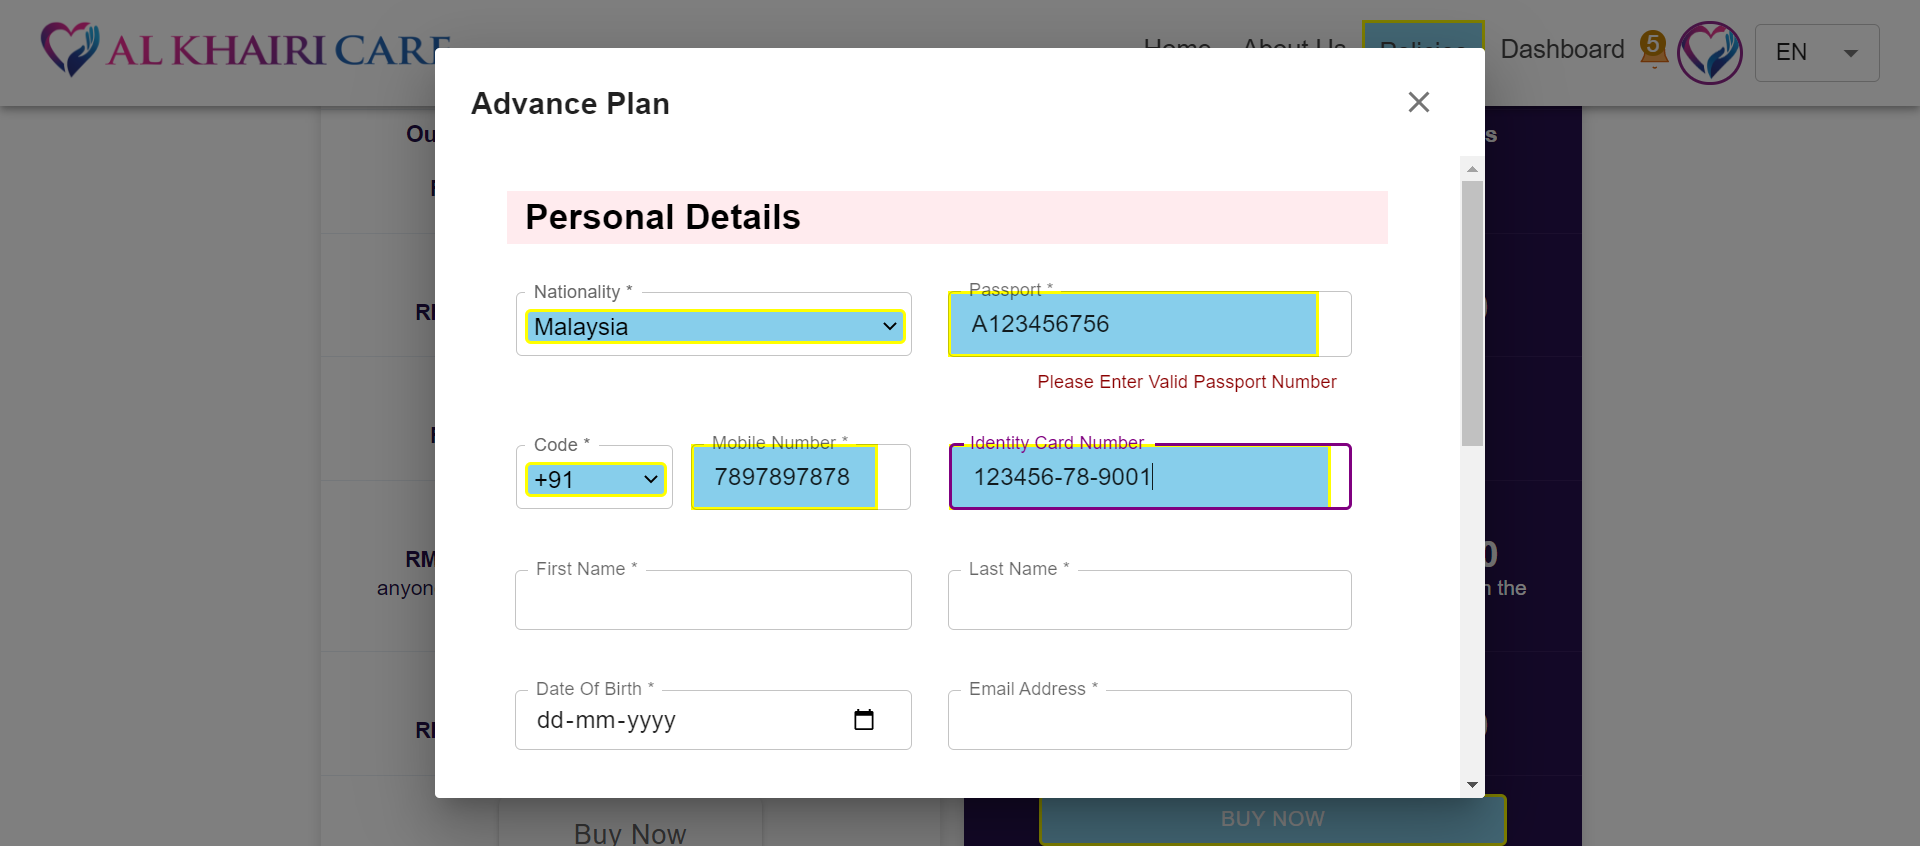 AL KHAIRI CARE
Home About Us Policies Dashboard 5 EN
Advance Plan
Personal Details
Nationality *
Malaysia
Passport *
A123456756
Please Enter Valid Passport Number
Code *
+91
Mobile Number *
7897897878
Identity Card Number
123456-78-9001
First Name *
Last Name *
Date Of Birth *
dd-mm-yyyy
Email Address *
Ou
s
RM
anyon
0
the
Buy Now
BUY NOW